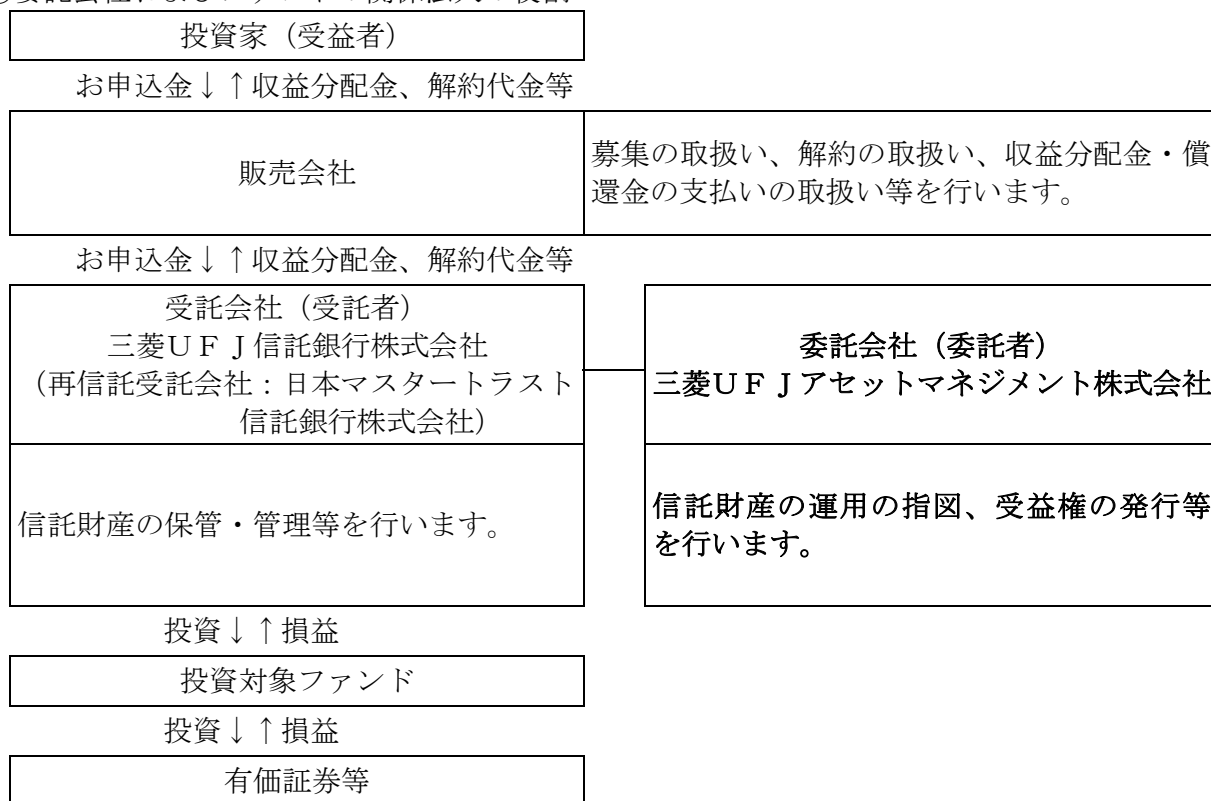 投資家（受益者）
お申込金↓↑収益分配金、解約代金等
販売会社
募集の取扱い、解約の取扱い、収益分配金・償
還金の支払いの取扱い等を行います。
お申込金↓↑収益分配金、解約代金等
受託会社（受託者）
三菱ＵＦＪ信託銀行株式会社
（再信託受託会社：日本マスタートラスト
信託銀行株式会社）
委託会社（委託者）
三菱ＵＦＪアセットマネジメント株式会社
信託財産の保管・管理等を行います。
信託財産の運用の指図、受益権の発行等
を行います。
投資↓↑損益
投資対象ファンド
投資↓↑損益
有価証券等